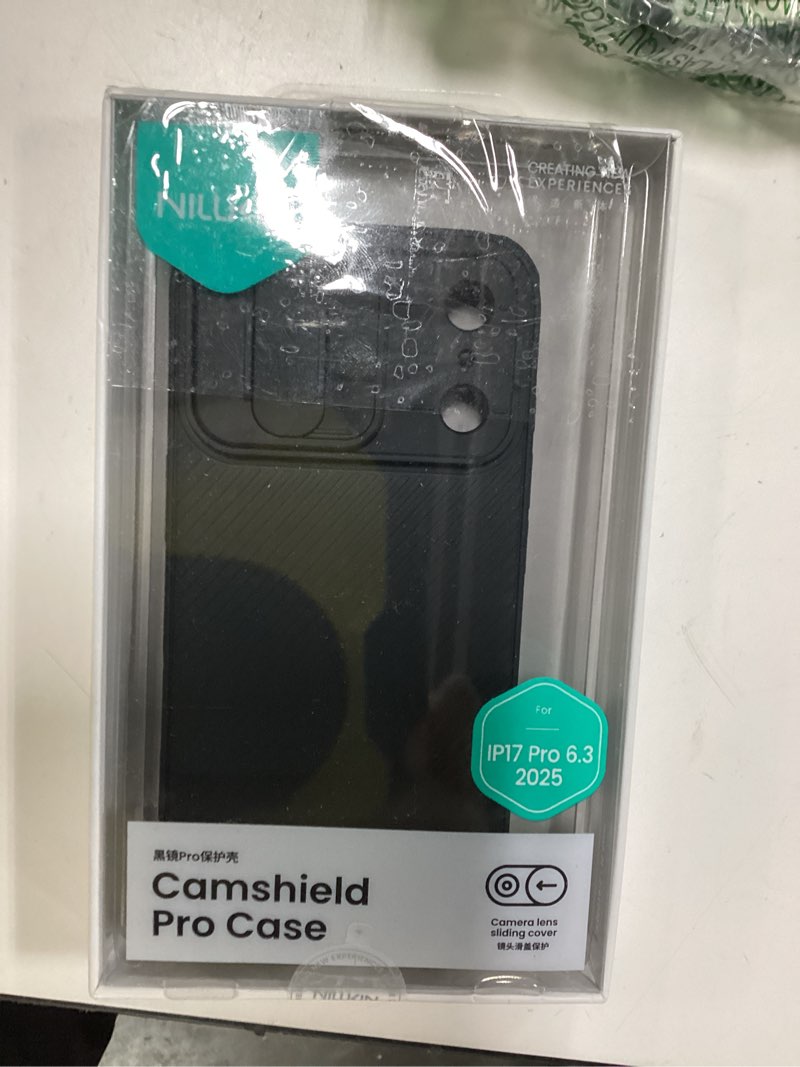 CREATING NEW
EXPERIENCE
For
IP17 Pro 6.3
2025
黑镜Pro保护壳
Camshield
Pro Case
Camera lens
sliding cover
镜头滑盖保护
NILLKIN